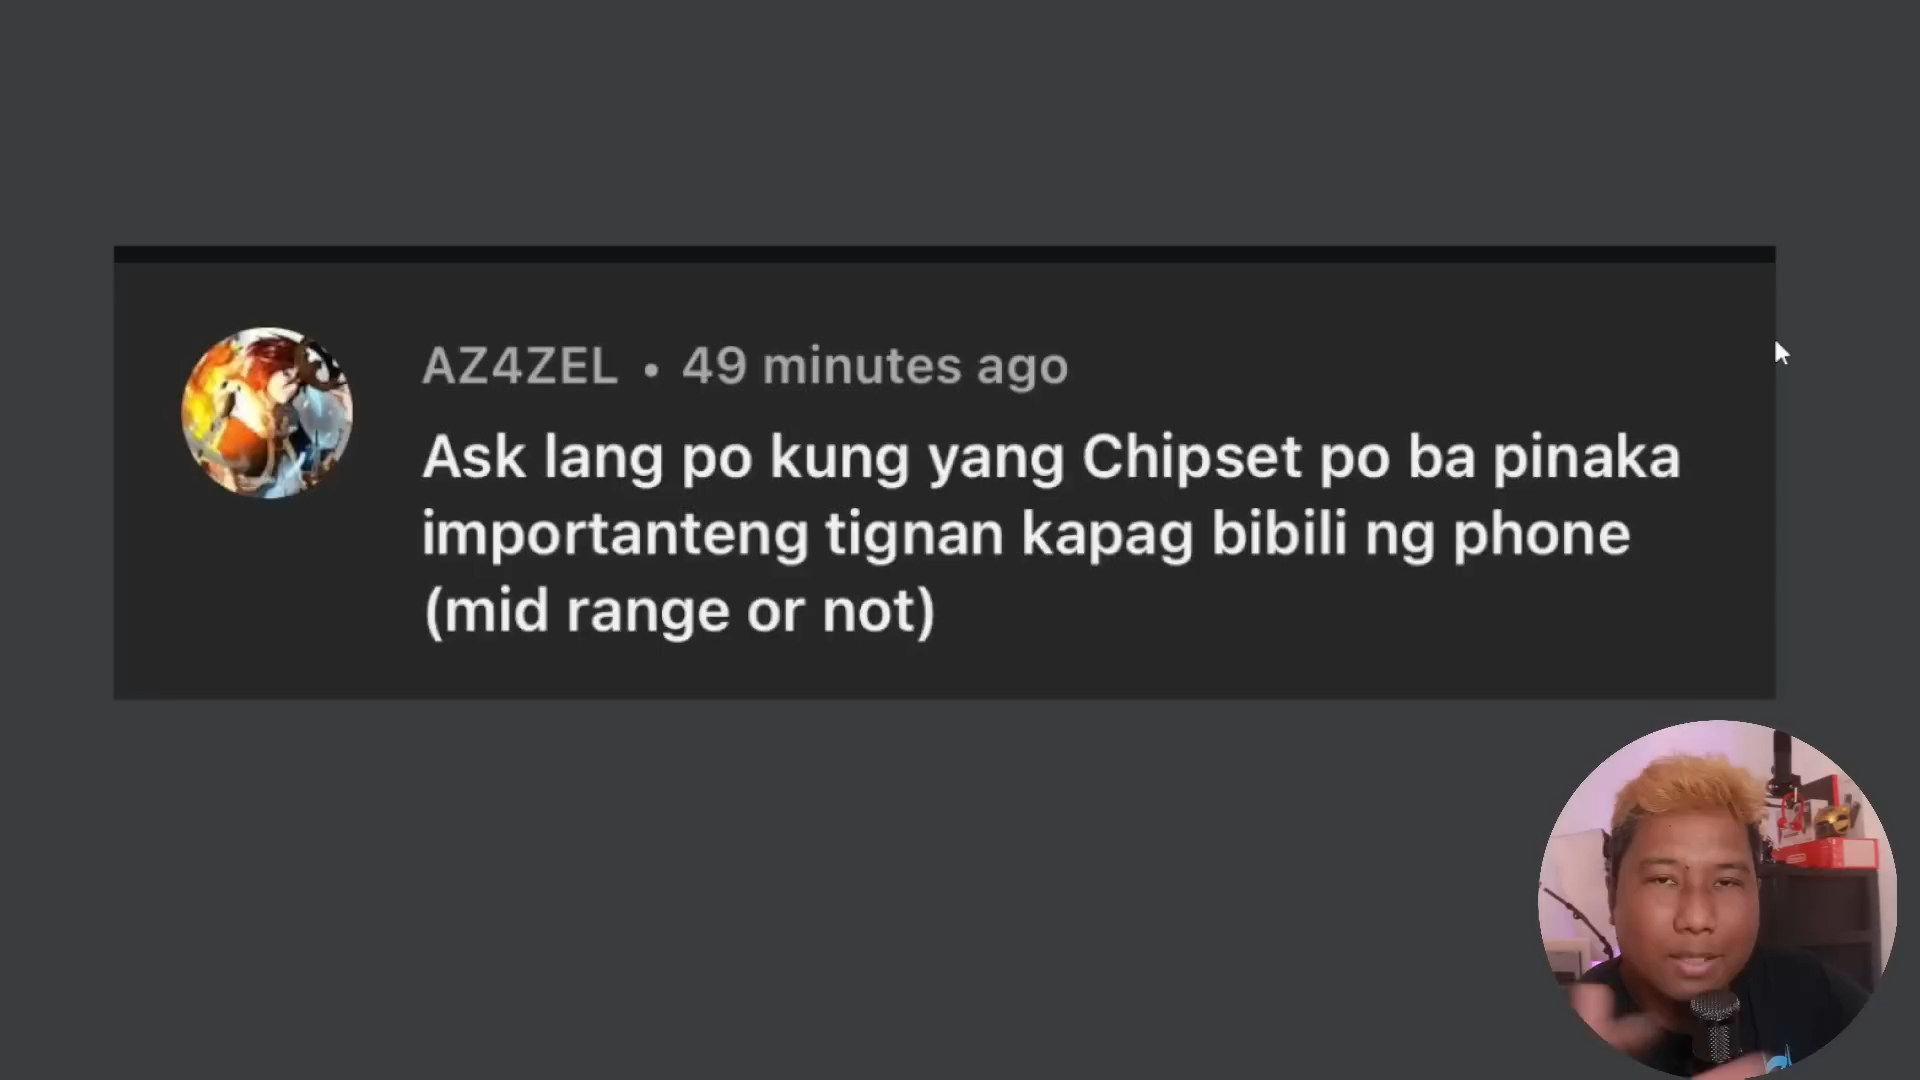 AZ4ZEL • 49 minutes ago
Ask lang po kung yang Chipset po ba pinaka
importanteng tignan kapag bibili ng phone
(mid range or not)